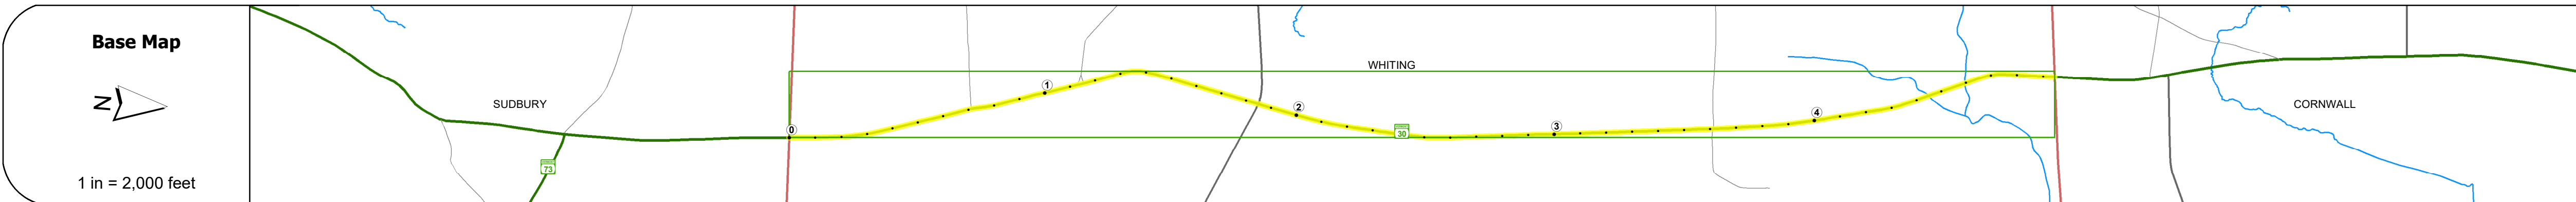 Base Map
N
1 in = 2,000 feet
SUDBURY
73
0
1
WHITING
2
30
3
4
CORNWALL